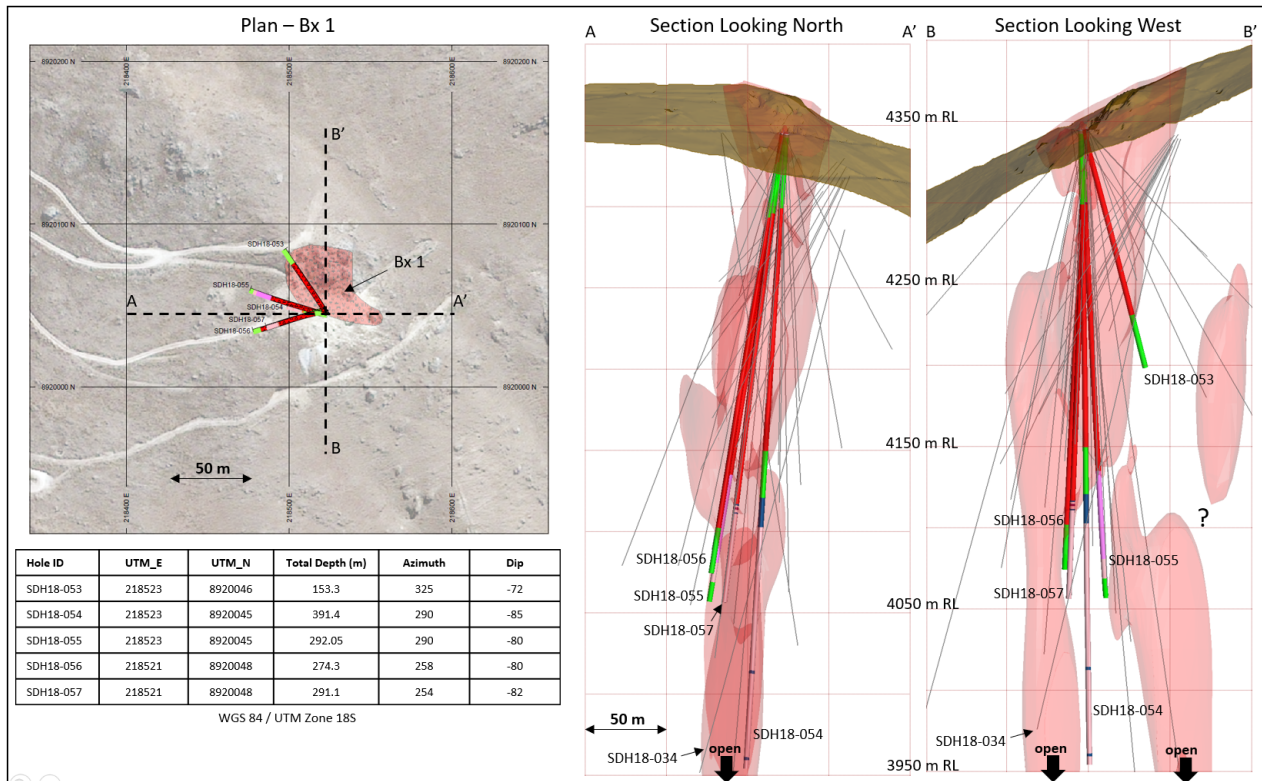 Plan – Bx 1
8920200 N
8920100 N
8920000 N
218400 E
218500 E
218600 E
218400 E
218500 E
218600 E
8920200 N
8920100 N
8920000 N
B'
SDH18-053
Bx 1
SDH18-055
A
SDH18-054
A'
SDH18-057
SDH18-056
B
50 m
Hole ID UTM_E UTM_N Total Depth (m) Azimuth Dip
SDH18-053 218523 8920046 153.3 325 -72
SDH18-054 218523 8920045 391.4 290 -85
SDH18-055 218523 8920045 292.05 290 -80
SDH18-056 218521 8920048 274.3 258 -80
SDH18-057 218521 8920048 291.1 254 -82
WGS 84 / UTM Zone 18S
Section Looking North
A A'
SDH18-056
SDH18-055
SDH18-057
50 m
SDH18-034
open
SDH18-054
4350 m RL
4250 m RL
4150 m RL
4050 m RL
3950 m RL
Section Looking West
B B'
SDH18-053
?
SDH18-056
SDH18-055
SDH18-057
SDH18-054
SDH18-034
open
open